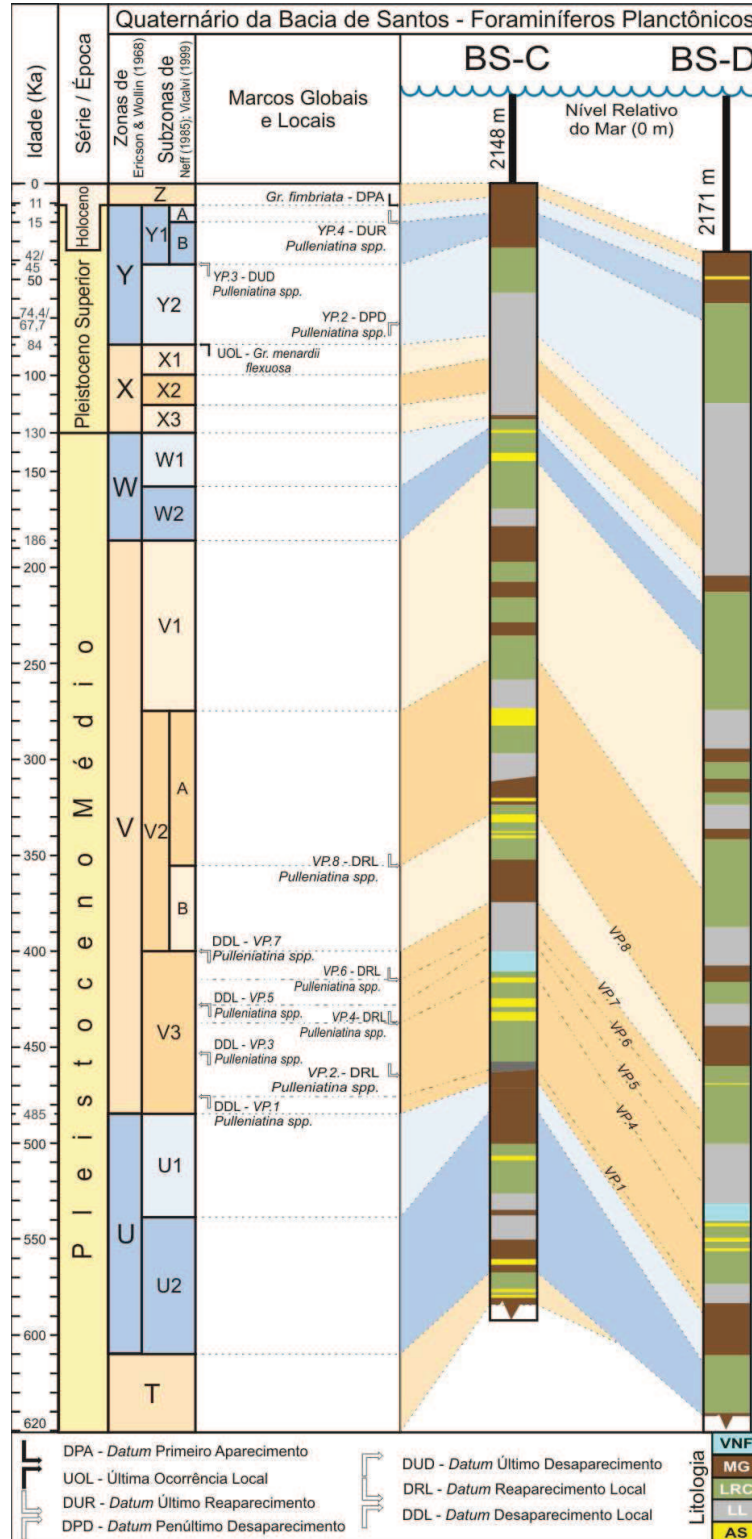 Quaternário da Bacia de Santos - Foraminíferos Planctônicos
Idade (Ka)
Série / Época
Zonas de
Ericson & Wollin (1968)
Subzonas de
Neff (1985); Vicalvi (1999)
Marcos Globais
e Locais
BS-C
BS-D
Nível Relativo
do Mar (0 m)
2148 m
2171 m
0
11
15
42/
45
50
74,4/
67,7
84
100
130
150
186
200
250
300
350
400
450
485
500
550
600
620
Holoceno
Pleistoceno Superior
Pleistoceno Médio
Z
Y
Y1
A
B
Y2
X
X1
X2
X3
W
W1
W2
V
V1
V2
A
B
V3
U
U1
U2
T
Gr. fimbriata - DPA
YP.4 - DUR
Pulleniatina spp.
YP.3 - DUD
Pulleniatina spp.
YP.2 - DPD
Pulleniatina spp.
UOL - Gr. menardii
flexuosa
VP.8 - DRL
Pulleniatina spp.
DDL - VP.7
Pulleniatina spp.
VP.6 - DRL
Pulleniatina spp.
DDL - VP.5
Pulleniatina spp.
VP.4 - DRL
Pulleniatina spp.
DDL - VP.3
Pulleniatina spp.
VP.2.- DRL
Pulleniatina spp.
DDL - VP.1
Pulleniatina spp.
VP.8
VP.7
VP.6
VP.5
VP.4
VP.1
DPA - Datum Primeiro Aparecimento
UOL - Última Ocorrência Local
DUR - Datum Último Reaparecimento
DPD - Datum Penúltimo Desaparecimento
DUD - Datum Último Desaparecimento
DRL - Datum Reaparecimento Local
DDL - Datum Desaparecimento Local
Litologia
VNF
MG
LRC
LL
AS